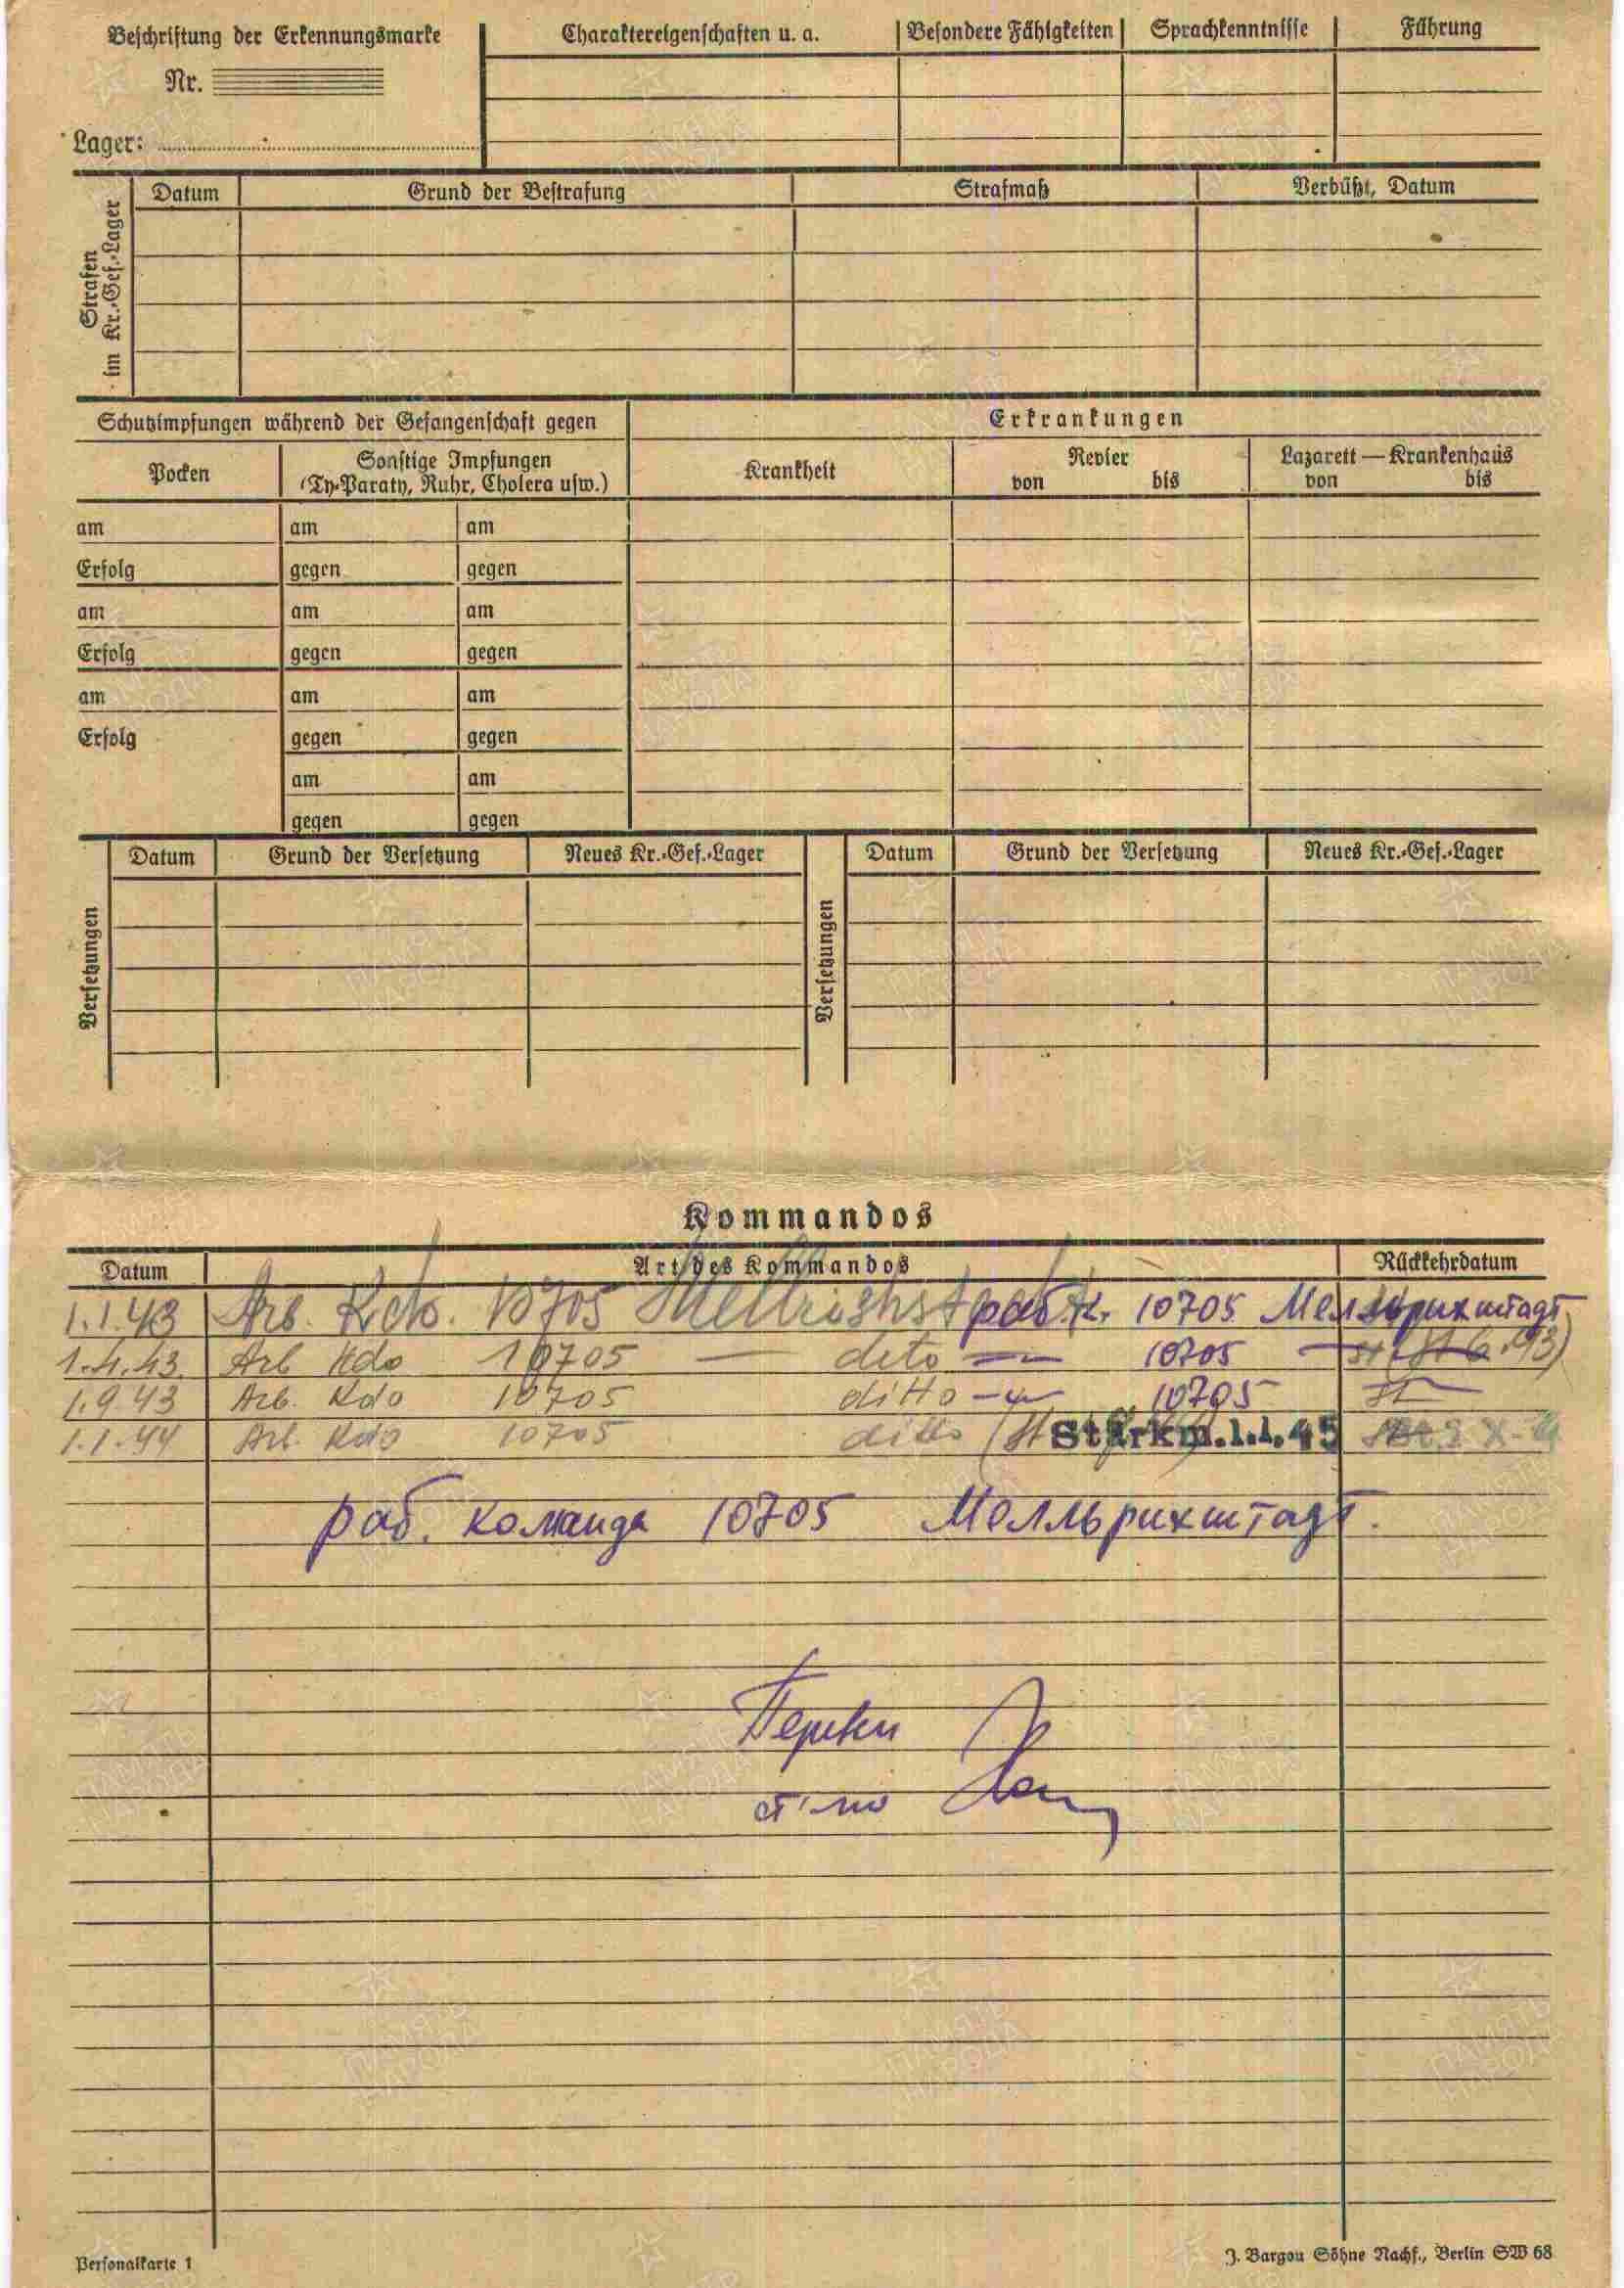 Beschriftung der Erkennungsmarke
Nr.
Lager:
Charaktereigenschaften u. a. Besondere Fähigkeiten Sprachkenntnisse Führung
Strafen im Kr.-Gef.-Lager
Datum Grund der Bestrafung Strafmaß Verbüßt, Datum
Schutzimpfungen während der Gefangenschaft gegen
Pocken
Sonstige Impfungen
(Ty-Paraty, Ruhr, Cholera usw.)
Erkrankungen
Krankheit
Revier
von bis
Lazarett — Krankenhaus
von bis
am am am
Erfolg gegen gegen
am am am
Erfolg gegen gegen
am am am
Erfolg gegen gegen
am am
gegen gegen
Versetzungen
Datum Grund der Versetzung Neues Kr.-Gef.-Lager
Versetzungen
Datum Grund der Versetzung Neues Kr.-Gef.-Lager
Kommandos
Datum Art des Kommandos Rückkehrdatum
1.1.43 Arb. Kdo. 10705 раб.к. 10705 Мелльрихштадт
1.4.43. Arb Kdo 10705 — deto — 10705
1.9.43 Arb. Kdo 10705 ditto — 10705
1.1.44 Arb. Kdo 10705 ditto Stärkm.1.1.45
раб. команда 10705 Мелльрихштадт.
Personalkarte 1
J. Bargou Söhne Nachf., Berlin SW 68
ПАМЯТЬ НАРОДА